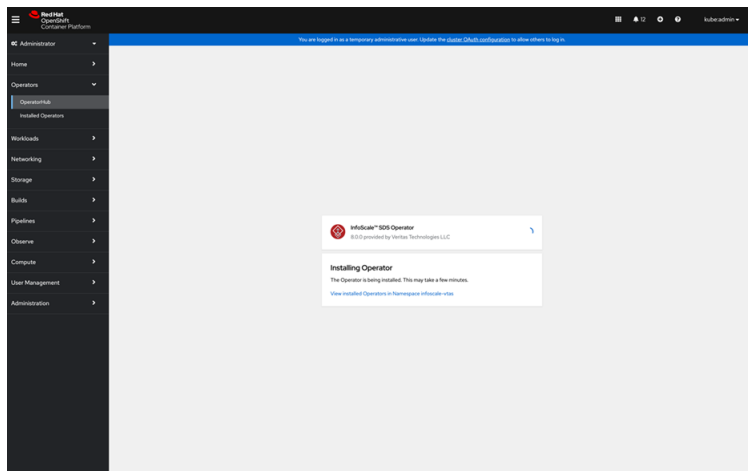 Red Hat
OpenShift
Container Platform
12
kube:admin
You are logged in as a temporary administrative user. Update the cluster OAuth configuration to allow others to log in.
Administrator
Home
Operators
OperatorHub
Installed Operators
Workloads
Networking
Storage
Builds
Pipelines
Observe
Compute
User Management
Administration
InfoScale™ SDS Operator
8.0.0 provided by Veritas Technologies LLC
Installing Operator
The Operator is being installed. This may take a few minutes.
View installed Operators in Namespace infoscale-vtas